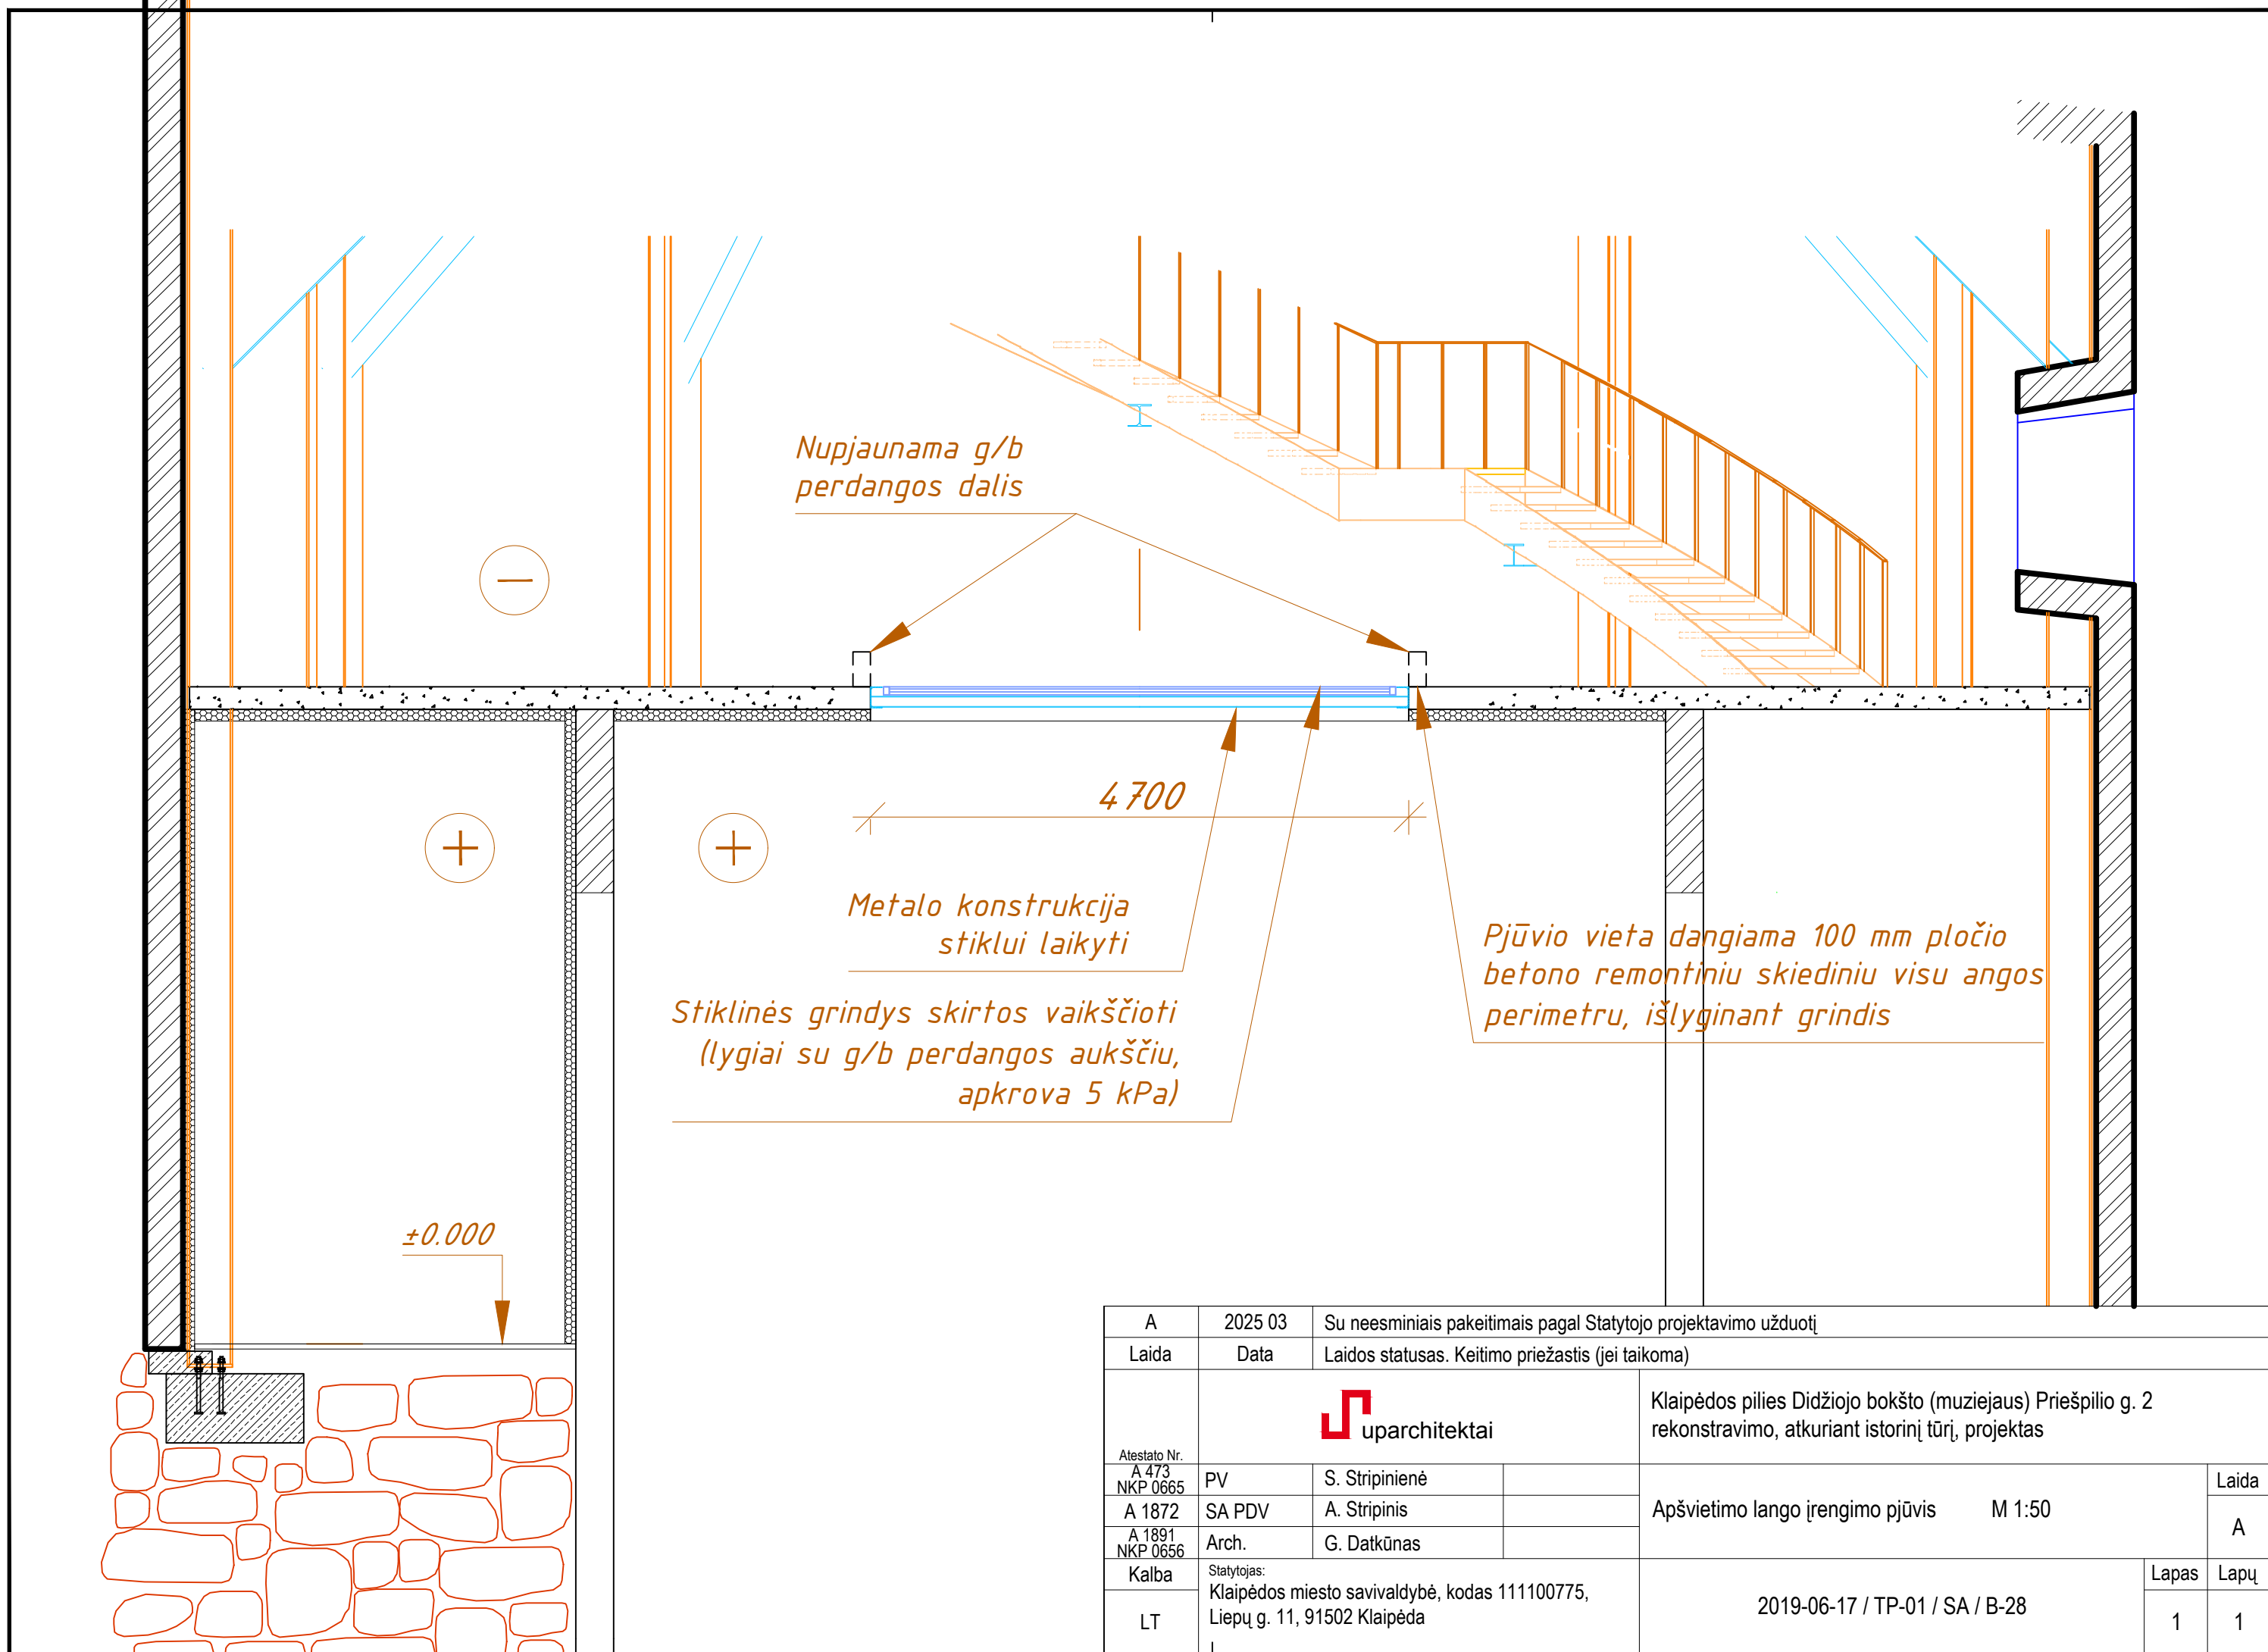 Nupjaunama g/b
perdangos dalis
−
+
+
4700
Metalo konstrukcija
stiklui laikyti
Stiklinės grindys skirtos vaikščioti
(lygiai su g/b perdangos aukščiu,
apkrova 5 kPa)
Pjūvio vieta dangiama 100 mm pločio
betono remontiniu skiediniu visu angos
perimetru, išlyginant grindis
±0.000
A 2025 03 Su neesminiais pakeitimais pagal Statytojo projektavimo užduotį
Laida Data Laidos statusas. Keitimo priežastis (jei taikoma)
Atestato Nr.
uparchitektai
Klaipėdos pilies Didžiojo bokšto (muziejaus) Priešpilio g. 2
rekonstravimo, atkuriant istorinį tūrį, projektas
A 473
NKP 0665
PV S. Stripinienė
A 1872 SA PDV A. Stripinis
A 1891
NKP 0656
Arch. G. Datkūnas
Apšvietimo lango įrengimo pjūvis M 1:50
Laida
A
Kalba
LT
Statytojas:
Klaipėdos miesto savivaldybė, kodas 111100775,
Liepų g. 11, 91502 Klaipėda
2019-06-17 / TP-01 / SA / B-28
Lapas Lapų
1 1